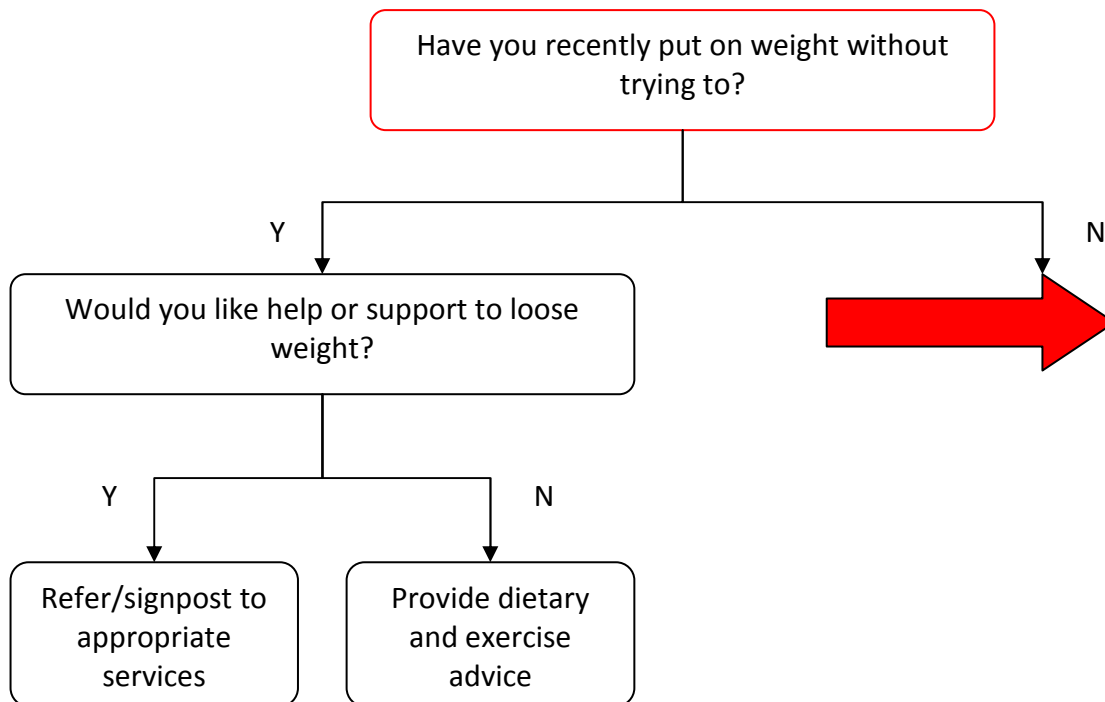 Have you recently put on weight without
trying to?
Y
N
Would you like help or support to loose
weight?
Y
N
Refer/signpost to
appropriate
services
Provide dietary
and exercise
advice